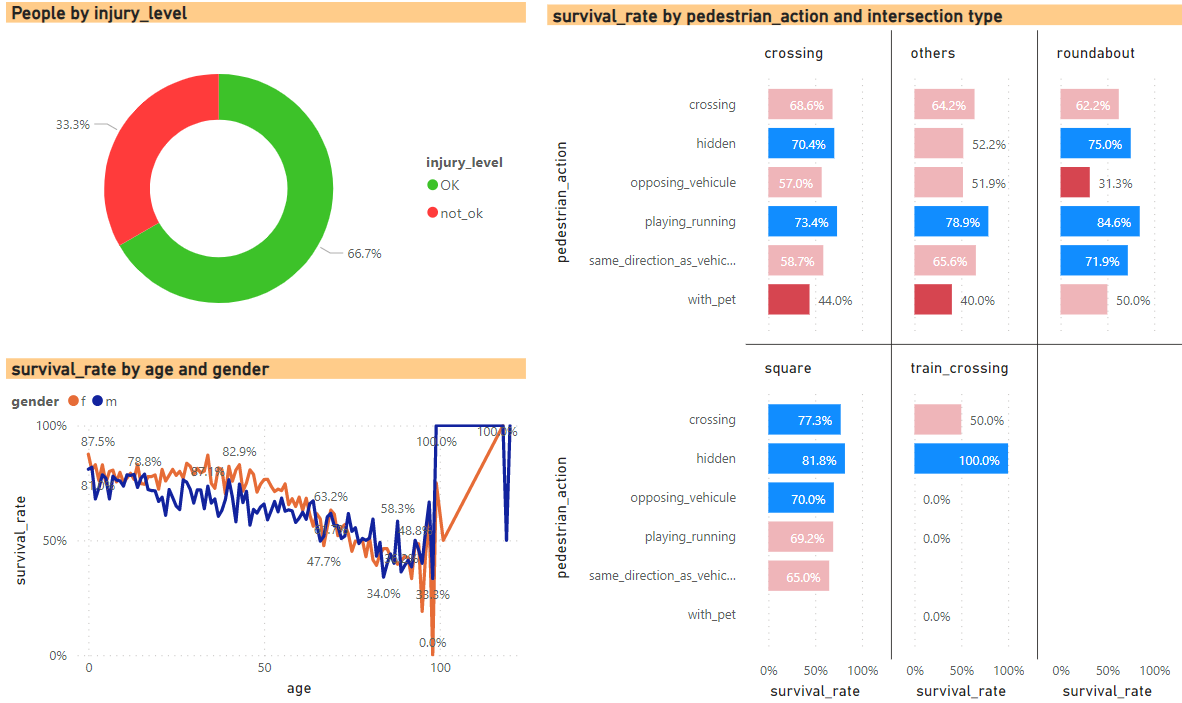 People by injury_level
33.3%
66.7%
injury_level
OK
not_ok
survival_rate by age and gender
gender f m
survival_rate
100%
50%
0%
87.5%
78.8%
82.9%
63.2%
47.7%
58.3%
48.8%
34.0%
0.0%
100.0%
100.0%
0 50 100
age
survival_rate by pedestrian_action and intersection type
pedestrian_action
crossing others roundabout
crossing 68.6% 64.2% 62.2%
hidden 70.4% 52.2% 75.0%
opposing_vehicule 57.0% 51.9% 31.3%
playing_running 73.4% 78.9% 84.6%
same_direction_as_vehic... 58.7% 65.6% 71.9%
with_pet 44.0% 40.0% 50.0%
pedestrian_action
square train_crossing
crossing 77.3% 50.0%
hidden 81.8% 100.0%
opposing_vehicule 70.0% 0.0%
playing_running 69.2% 0.0%
same_direction_as_vehic... 65.0%
with_pet 0.0%
0% 50% 100% 0% 50% 100% 0% 50% 100%
survival_rate survival_rate survival_rate